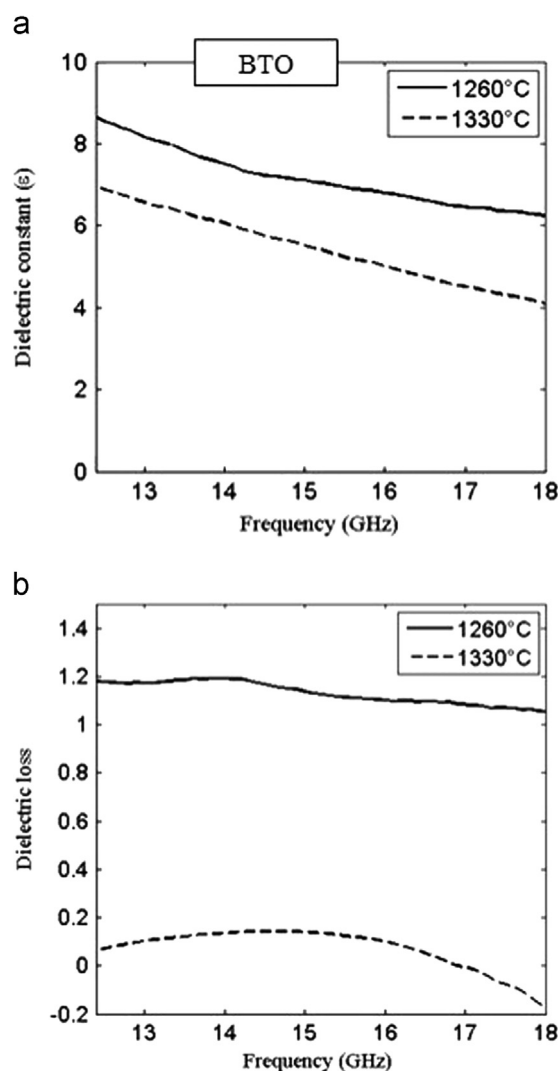 a
BTO
10
8
6
4
2
0
Dielectric constant (ε)
1260°C
1330°C
13 14 15 16 17 18
Frequency (GHz)
b
1.4
1.2
1
0.8
0.6
0.4
0.2
0
-0.2
Dielectric loss
1260°C
1330°C
13 14 15 16 17 18
Frequency (GHz)